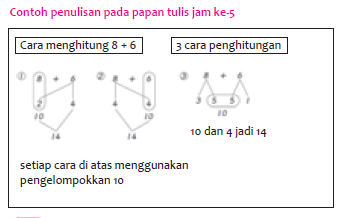 Contoh penulisan pada papan tulis jam ke-5
Cara menghitung 8 + 6
3 cara penghitungan
① 8 + 6
2 4
10
14
② 8 + 6
4 4
10
14
③ 8 + 6
3 5 5 1
10
10 dan 4 jadi 14
setiap cara di atas menggunakan
pengelompokkan 10